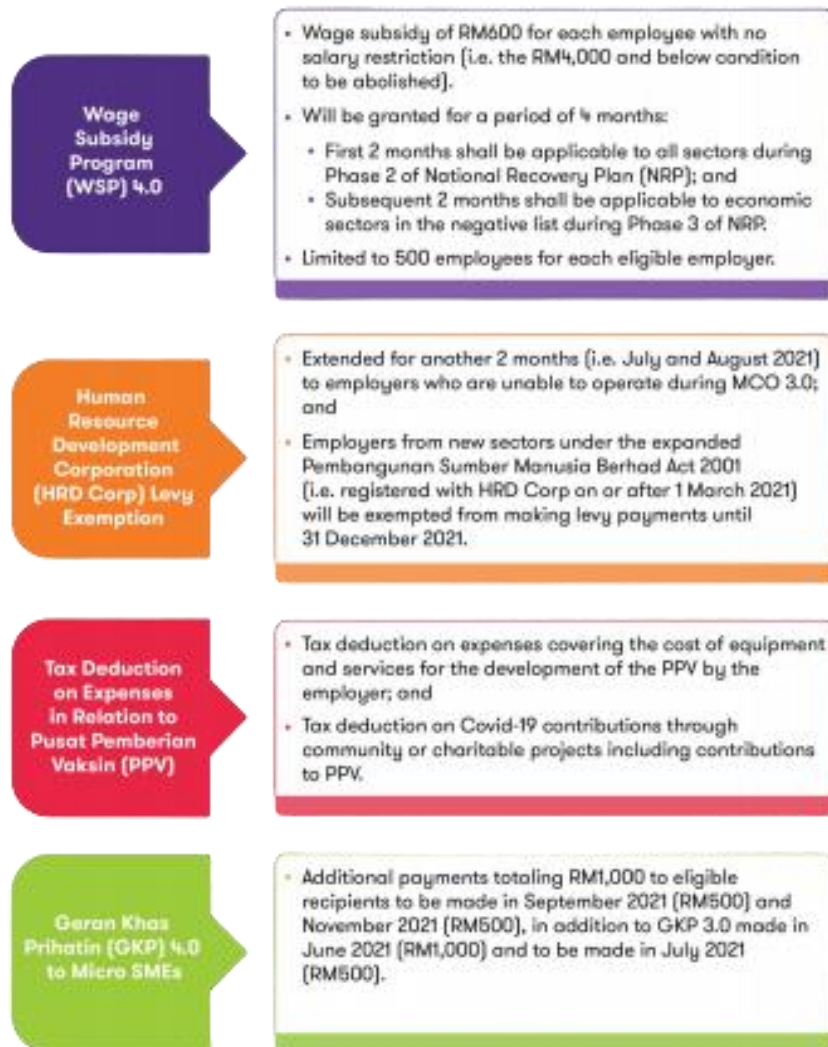 Wage
Subsidy
Program
(WSP) 4.0
• Wage subsidy of RM600 for each employee with no
salary restriction (i.e. the RM4,000 and below condition
to be abolished).
• Will be granted for a period of 4 months:
• First 2 months shall be applicable to all sectors during
Phase 2 of National Recovery Plan (NRP); and
• Subsequent 2 months shall be applicable to economic
sectors in the negative list during Phase 3 of NRP.
• Limited to 500 employees for each eligible employer.
Human
Resource
Development
Corporation
(HRD Corp) Levy
Exemption
• Extended for another 2 months (i.e. July and August 2021)
to employers who are unable to operate during MCO 3.0;
and
• Employers from new sectors under the expanded
Pembangunan Sumber Manusia Berhad Act 2001
(i.e. registered with HRD Corp on or after 1 March 2021)
will be exempted from making levy payments until
31 December 2021.
Tax Deduction
on Expenses
in Relation to
Pusat Pemberian
Vaksin (PPV)
• Tax deduction on expenses covering the cost of equipment
and services for the development of the PPV by the
employer; and
• Tax deduction on Covid-19 contributions through
community or charitable projects including contributions
to PPV.
Geran Khas
Prihatin (GKP) 4.0
to Micro SMEs
• Additional payments totaling RM1,000 to eligible
recipients to be made in September 2021 (RM500) and
November 2021 (RM500), in addition to GKP 3.0 made in
June 2021 (RM1,000) and to be made in July 2021
(RM500).